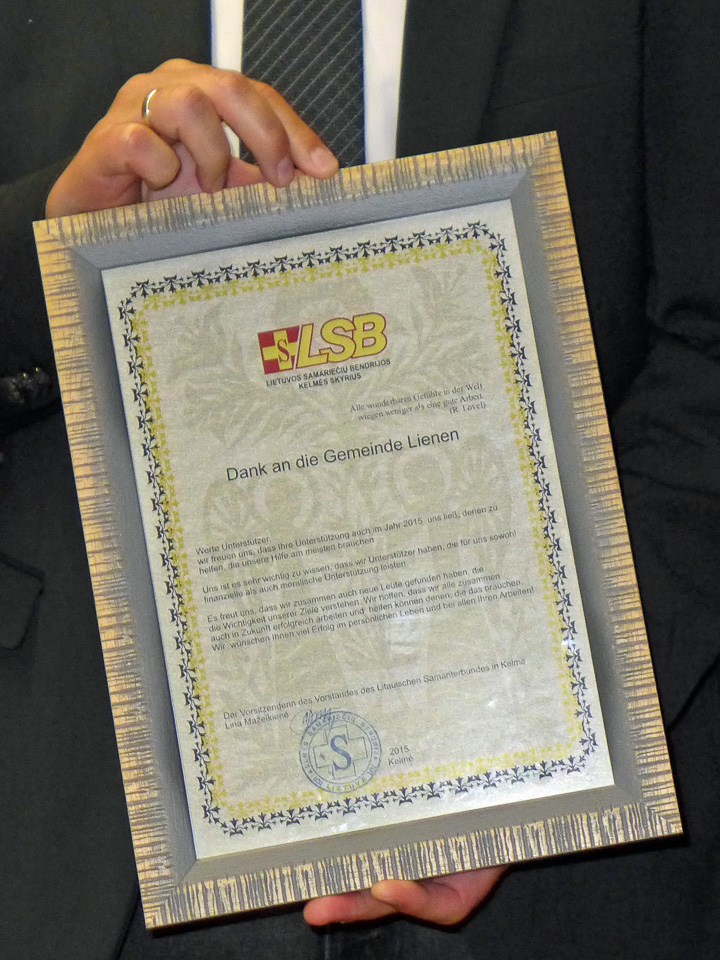 S
LSB
LIETUVOS SAMARIEČIŲ BENDRIJOS
KELMĖS SKYRIUS
Alle wunderbaren Gefühle in der Welt
wiegen weniger als eine gute Arbeit.
(R. Lovel)
Dank an die Gemeinde Lienen
Werte Unterstützer,
wir freuen uns, dass Ihre Unterstützung auch im Jahr 2015 uns ließ, denen zu
helfen, die unsere Hilfe am meisten brauchen
Uns ist es sehr wichtig zu wissen, dass wir Unterstützer haben, die für uns sowohl
finanzielle als auch moralische Unterstützung leisten.
Es freut uns, dass wir zusammen auch neue Leute gefunden haben, die
die Wichtigkeit unserer Ziele verstehen. Wir hoffen, dass wir alle zusammen
auch in Zukunft erfolgreich arbeiten und helfen können denen, die das brauchen.
Wir wünschen Ihnen viel Erfolg im persönlichen Leben und bei allen Ihren Arbeiten!
Der Vorsitzenderin des Vorstandes des Litauischen Samariterbundes in Kelmė
Lina Mažeikienė
SAMARIEČIŲ BENDRIJA
S
2015
Kelmė